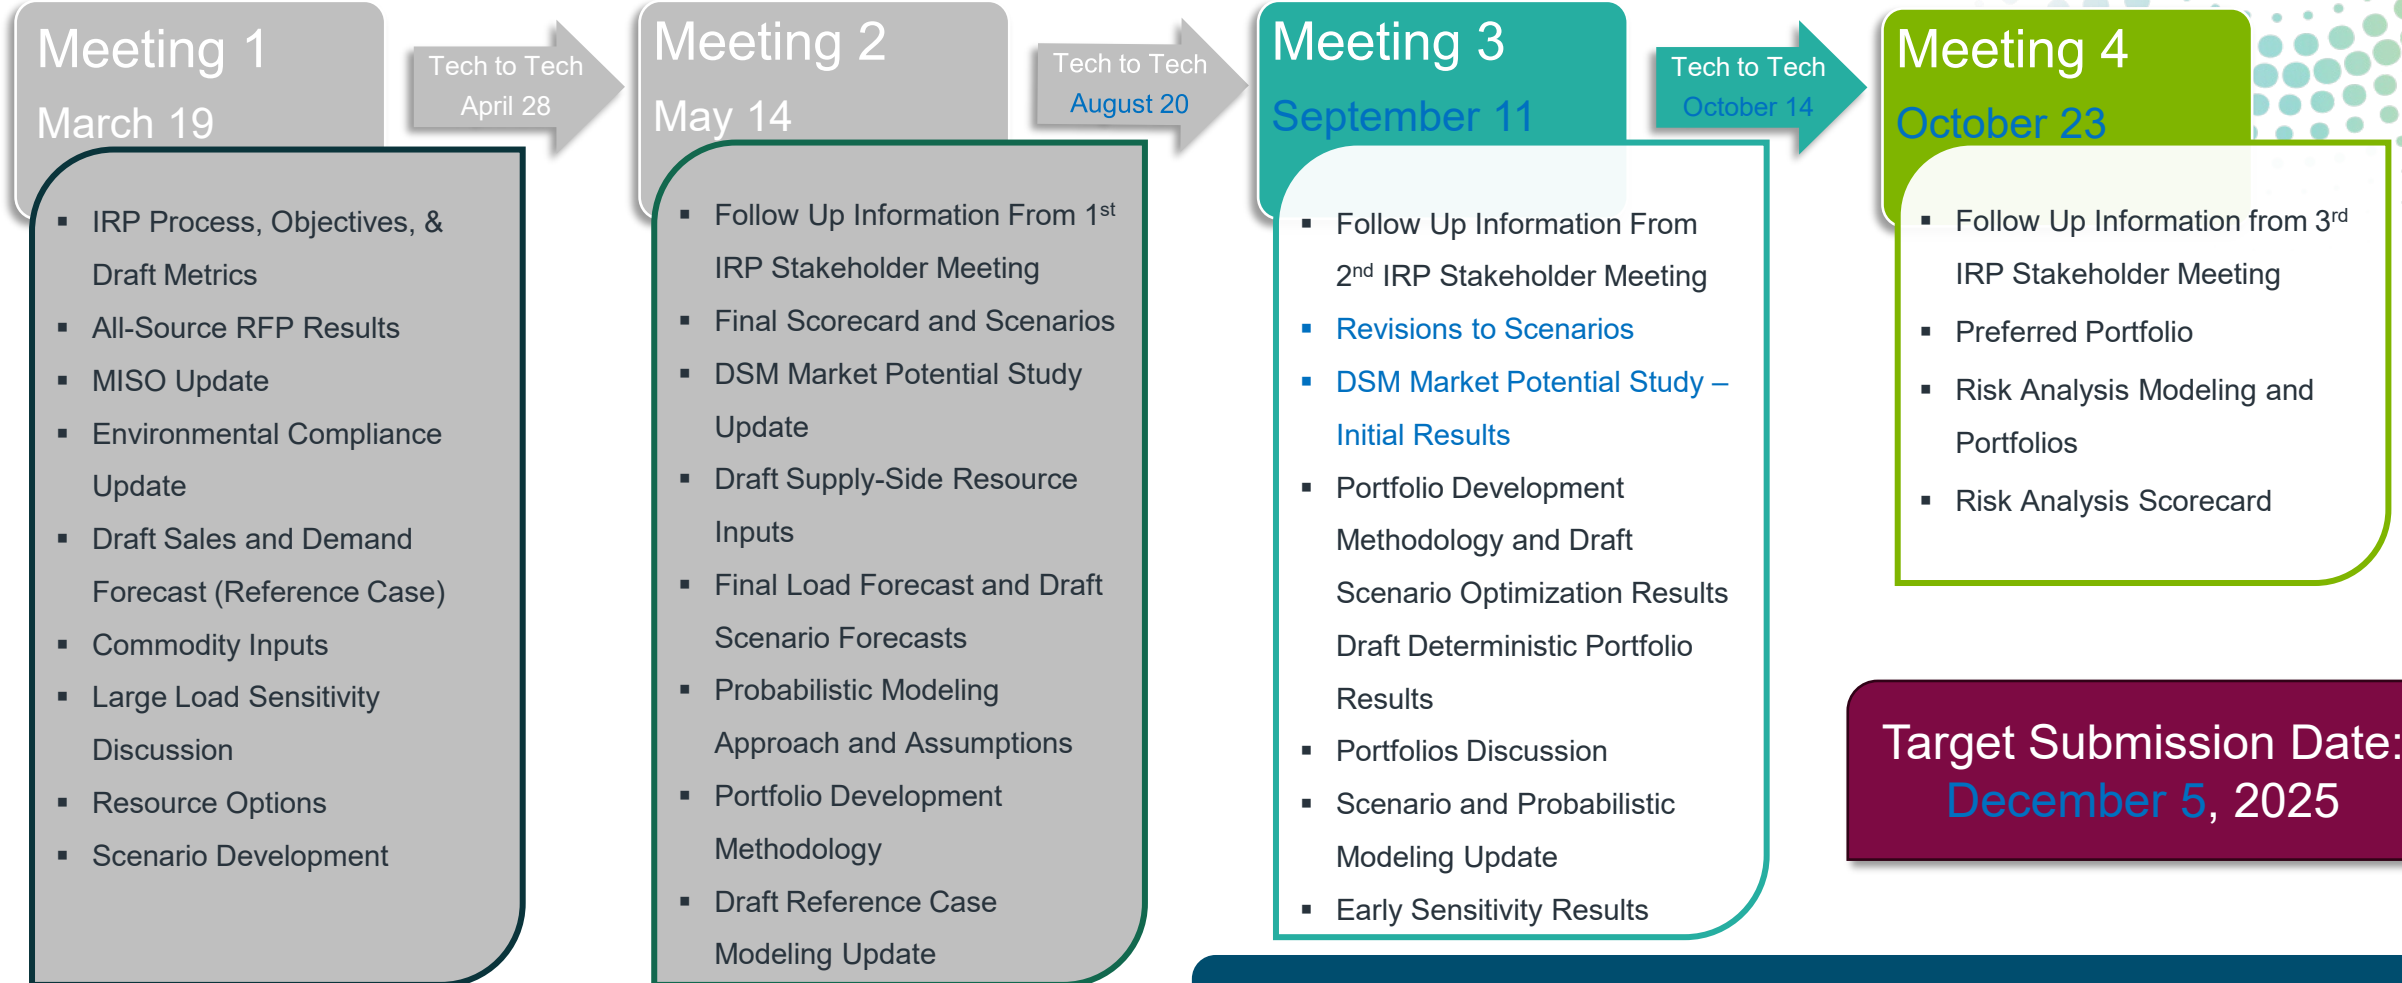 Meeting 1
March 19
▪ IRP Process, Objectives, &
Draft Metrics
▪ All-Source RFP Results
▪ MISO Update
▪ Environmental Compliance
Update
▪ Draft Sales and Demand
Forecast (Reference Case)
▪ Commodity Inputs
▪ Large Load Sensitivity
Discussion
▪ Resource Options
▪ Scenario Development
Tech to Tech
April 28
Meeting 2
May 14
▪ Follow Up Information From 1st
IRP Stakeholder Meeting
▪ Final Scorecard and Scenarios
▪ DSM Market Potential Study
Update
▪ Draft Supply-Side Resource
Inputs
▪ Final Load Forecast and Draft
Scenario Forecasts
▪ Probabilistic Modeling
Approach and Assumptions
▪ Portfolio Development
Methodology
▪ Draft Reference Case
Modeling Update
Tech to Tech
August 20
Meeting 3
September 11
▪ Follow Up Information From
2nd IRP Stakeholder Meeting
▪ Revisions to Scenarios
▪ DSM Market Potential Study –
Initial Results
▪ Portfolio Development
Methodology and Draft
Scenario Optimization Results
Draft Deterministic Portfolio
Results
▪ Portfolios Discussion
▪ Scenario and Probabilistic
Modeling Update
▪ Early Sensitivity Results
Tech to Tech
October 14
Meeting 4
October 23
▪ Follow Up Information from 3rd
IRP Stakeholder Meeting
▪ Preferred Portfolio
▪ Risk Analysis Modeling and
Portfolios
▪ Risk Analysis Scorecard
Target Submission Date:
December 5, 2025